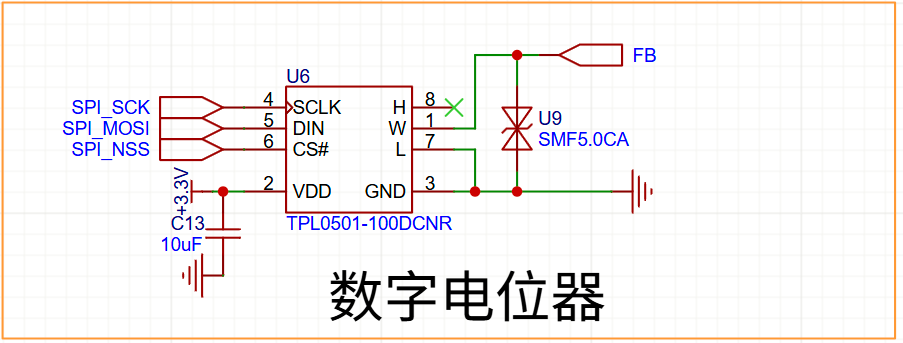 U6
SPI_SCK 4 SCLK H 8
SPI_MOSI 5 DIN W 1
SPI_NSS 6 CS# L 7
2 VDD GND 3
TPL0501-100DCNR
+3.3V
C13
10uF
FB
U9
SMF5.0CA
数字电位器